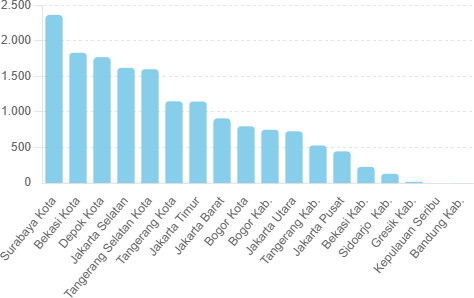 2.500
2.000
1.500
1.000
500
0
Surabaya Kota
Bekasi Kota
Depok Kota
Jakarta Selatan
Tangerang Selatan Kota
Tangerang Kota
Jakarta Timur
Jakarta Barat
Bogor Kota
Bogor Kab.
Jakarta Utara
Tangerang Kab.
Jakarta Pusat
Bekasi Kab.
Sidoarjo Kab.
Gresik Kab.
Kepulauan Seribu
Bandung Kab.